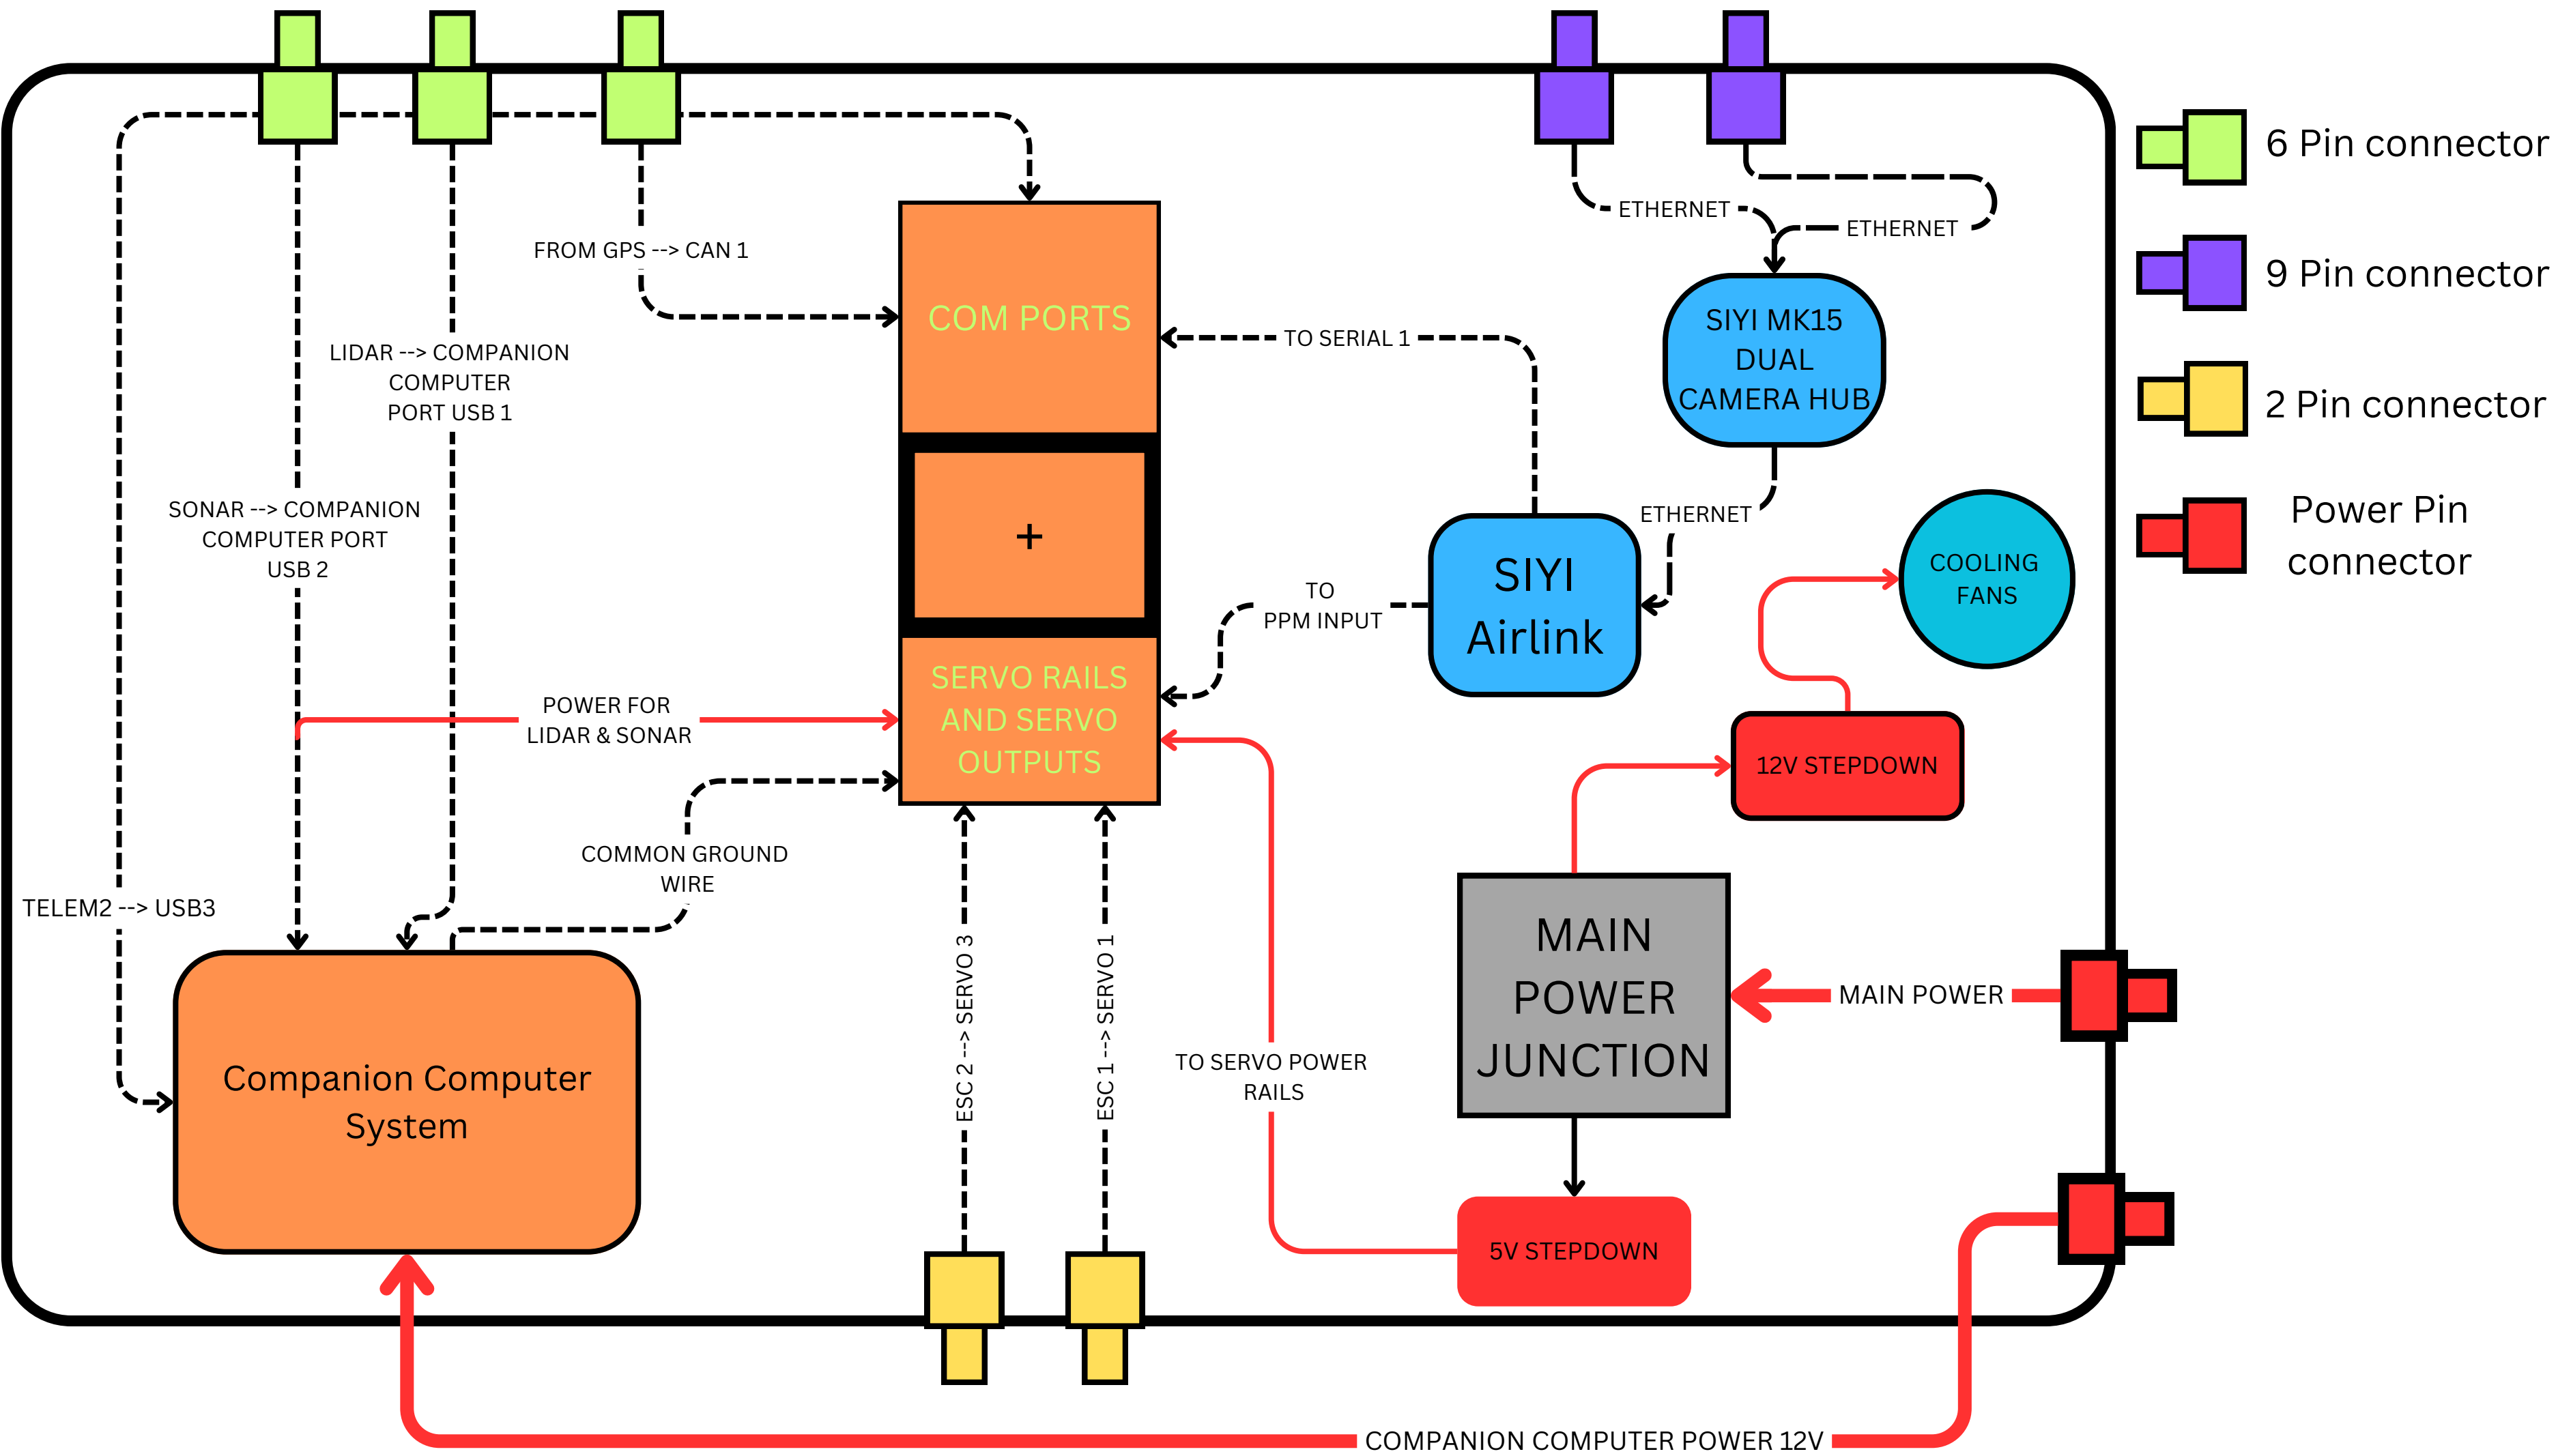 6 Pin connector
9 Pin connector
2 Pin connector
Power Pin
connector
ETHERNET
ETHERNET
FROM GPS --> CAN 1
COM PORTS
SIYI MK15
DUAL
CAMERA HUB
TO SERIAL 1
LIDAR --> COMPANION
COMPUTER
PORT USB 1
SONAR --> COMPANION
COMPUTER PORT
USB 2
+
ETHERNET
SIYI
Airlink
COOLING
FANS
TO
PPM INPUT
SERVO RAILS
AND SERVO
OUTPUTS
POWER FOR
LIDAR & SONAR
12V STEPDOWN
COMMON GROUND
WIRE
TELEM2 --> USB3
ESC 2 --> SERVO 3
ESC 1 --> SERVO 1
MAIN
POWER
JUNCTION
MAIN POWER
Companion Computer
System
TO SERVO POWER
RAILS
5V STEPDOWN
COMPANION COMPUTER POWER 12V